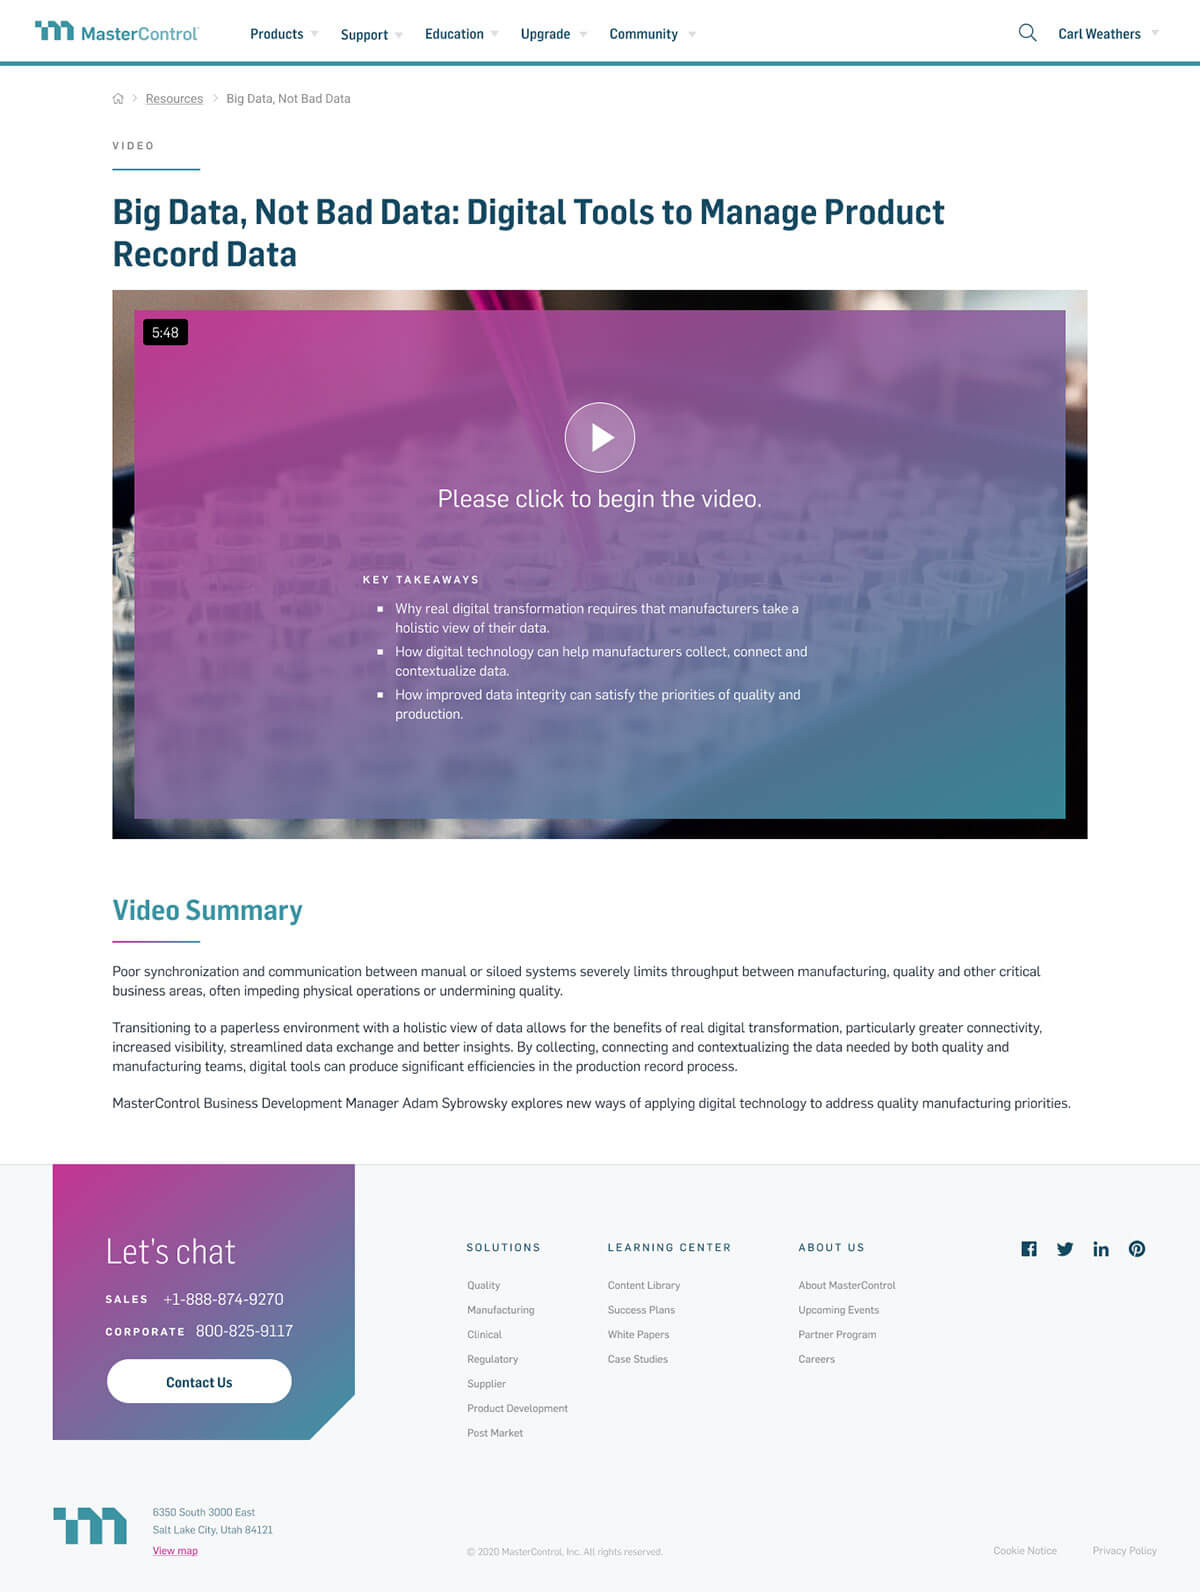 MasterControl
Products
Support
Education
Upgrade
Community
Carl Weathers
Resources
Big Data, Not Bad Data
VIDEO
Big Data, Not Bad Data: Digital Tools to Manage Product
Record Data
5:48
Please click to begin the video.
KEY TAKEAWAYS
Why real digital transformation requires that manufacturers take a
holistic view of their data.
How digital technology can help manufacturers collect, connect and
contextualize data.
How improved data integrity can satisfy the priorities of quality and
production.
Video Summary
Poor synchronization and communication between manual or siloed systems severely limits throughput between manufacturing, quality and other critical
business areas, often impeding physical operations or undermining quality.
Transitioning to a paperless environment with a holistic view of data allows for the benefits of real digital transformation, particularly greater connectivity,
increased visibility, streamlined data exchange and better insights. By collecting, connecting and contextualizing the data needed by both quality and
manufacturing teams, digital tools can produce significant efficiencies in the production record process.
MasterControl Business Development Manager Adam Sybrowsky explores new ways of applying digital technology to address quality manufacturing priorities.
Let's chat
SALES +1-888-874-9270
CORPORATE 800-825-9117
Contact Us
SOLUTIONS
Quality
Manufacturing
Clinical
Regulatory
Supplier
Product Development
Post Market
LEARNING CENTER
Content Library
Success Plans
White Papers
Case Studies
ABOUT US
About MasterControl
Upcoming Events
Partner Program
Careers
6350 South 3000 East
Salt Lake City, Utah 84121
View map
© 2020 MasterControl, Inc. All rights reserved.
Cookie Notice
Privacy Policy